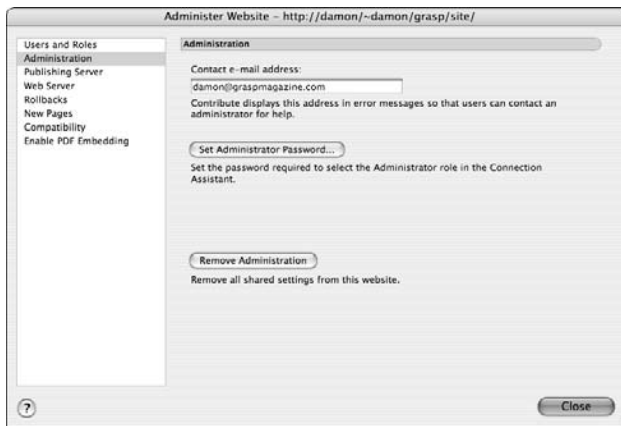 Administer Website – http://damon/~damon/grasp/site/
Users and Roles
Administration
Publishing Server
Web Server
Rollbacks
New Pages
Compatibility
Enable PDF Embedding
Administration
Contact e-mail address:
damon@graspmagazine.com
Contribute displays this address in error messages so that users can contact an
administrator for help.
Set Administrator Password...
Set the password required to select the Administrator role in the Connection
Assistant.
Remove Administration
Remove all shared settings from this website.
?
Close